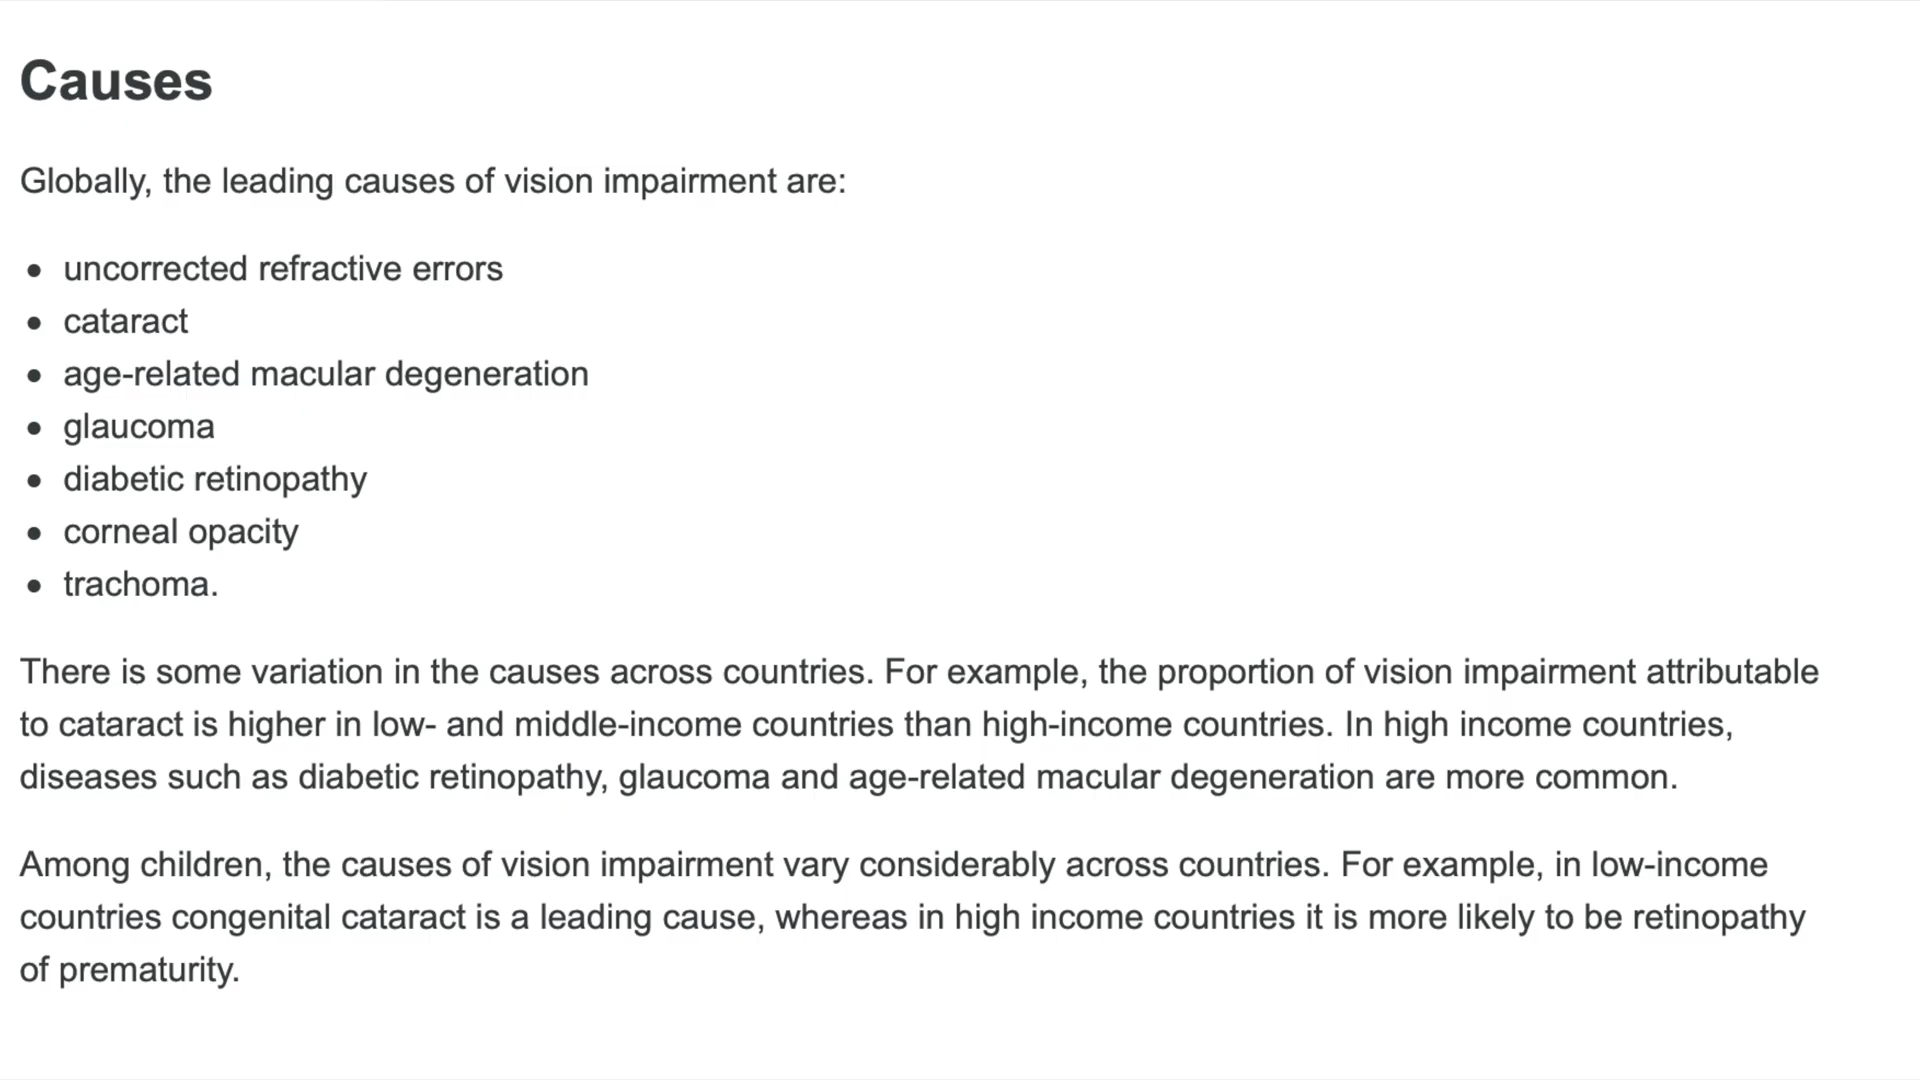 Causes
Globally, the leading causes of vision impairment are:
• uncorrected refractive errors
• cataract
• age-related macular degeneration
• glaucoma
• diabetic retinopathy
• corneal opacity
• trachoma.
There is some variation in the causes across countries. For example, the proportion of vision impairment attributable
to cataract is higher in low- and middle-income countries than high-income countries. In high income countries,
diseases such as diabetic retinopathy, glaucoma and age-related macular degeneration are more common.
Among children, the causes of vision impairment vary considerably across countries. For example, in low-income
countries congenital cataract is a leading cause, whereas in high income countries it is more likely to be retinopathy
of prematurity.